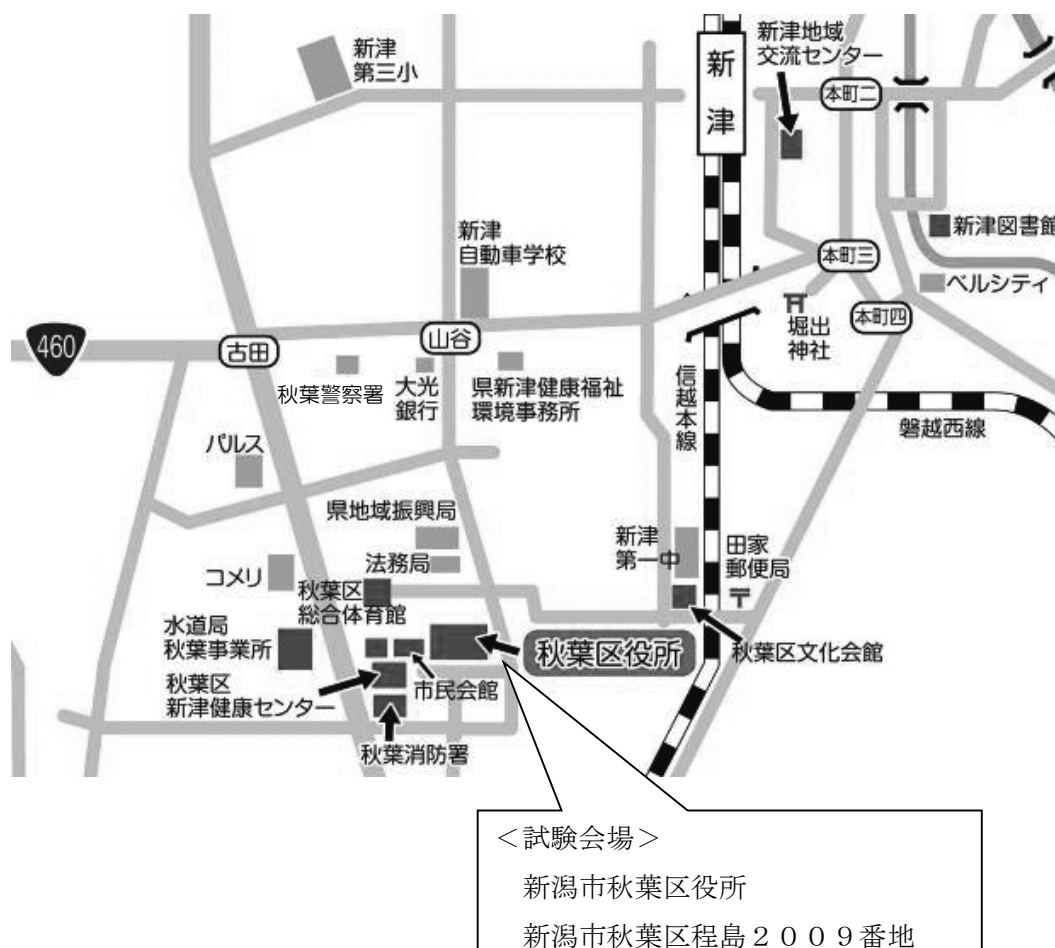 新津
第三小
新津地域
交流センター
新津
本町二
新津
自動車学校
新津図書館
本町三
ベルシティ
堀出
神社
本町四
460
古田
山谷
秋葉警察署
大光
銀行
県新津健康福祉
環境事務所
信越本線
磐越西線
パルス
県地域振興局
法務局
新津
第一中
田家
郵便局
コメリ
秋葉区
総合体育館
水道局
秋葉事業所
秋葉区役所
秋葉区文化会館
秋葉区
新津健康センター
市民会館
秋葉消防署
＜試験会場＞
新潟市秋葉区役所
新潟市秋葉区程島２００９番地